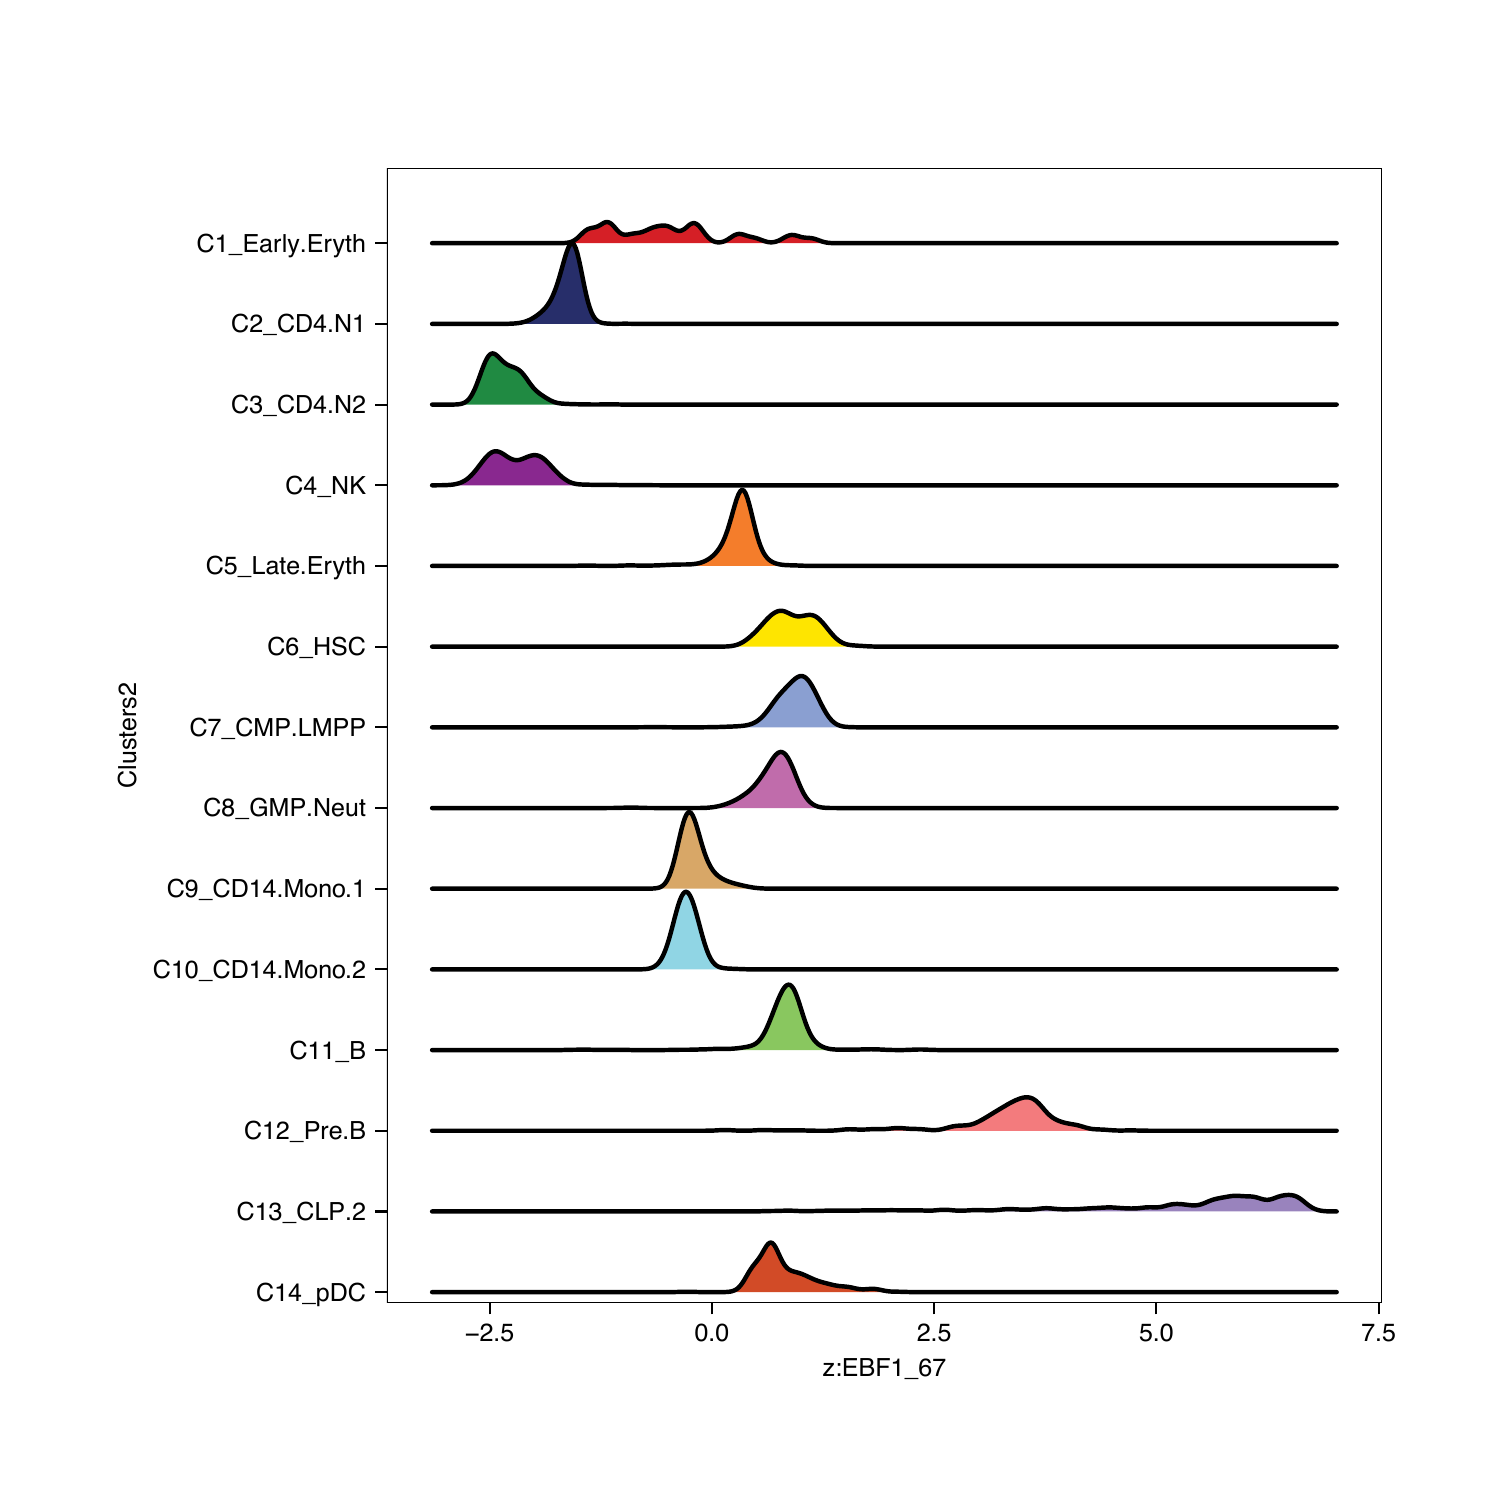 C1_Early.Eryth
C2_CD4.N1
C3_CD4.N2
C4_NK
C5_Late.Eryth
C6_HSC
C7_CMP.LMPP
C8_GMP.Neut
C9_CD14.Mono.1
C10_CD14.Mono.2
C11_B
C12_Pre.B
C13_CLP.2
C14_pDC
Clusters2
−2.5 0.0 2.5 5.0 7.5
z:EBF1_67